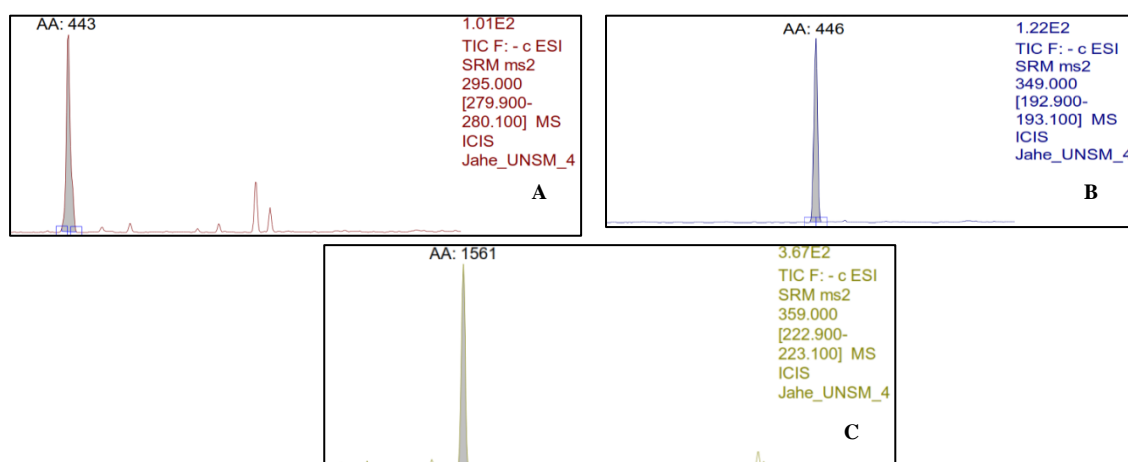 AA: 443
1.01E2
TIC F: - c ESI
SRM ms2
295.000
[279.900-
280.100] MS
ICIS
Jahe_UNSM_4
A
AA: 446
1.22E2
TIC F: - c ESI
SRM ms2
349.000
[192.900-
193.100] MS
ICIS
Jahe_UNSM_4
B
AA: 1561
3.67E2
TIC F: - c ESI
SRM ms2
359.000
[222.900-
223.100] MS
ICIS
Jahe_UNSM_4
C